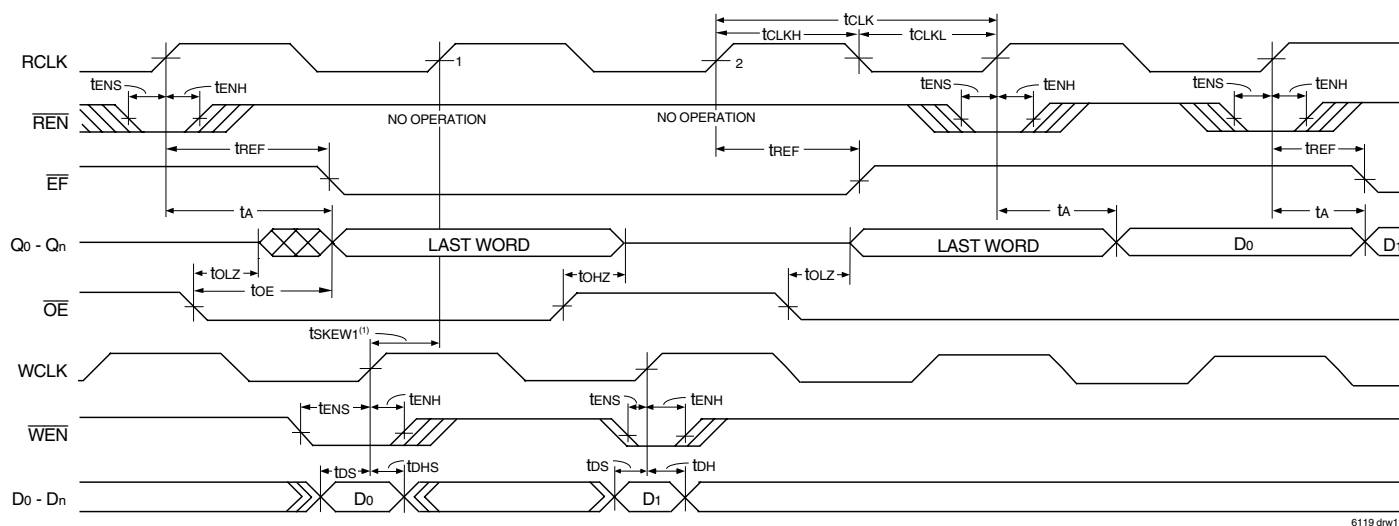 tCLK
tCLKH tCLKL
RCLK 1 2
tENS tENH tENS tENH tENS tENH
REN NO OPERATION NO OPERATION
tREF tREF tREF
EF
tA tA tA
Q0 - Qn LAST WORD LAST WORD D0 D1
tOLZ tOHZ tOLZ
tOE
OE
tSKEW1(1)
WCLK
tENS tENH tENS tENH
WEN
tDS tDHS tDS tDH
D0 - Dn D0 D1